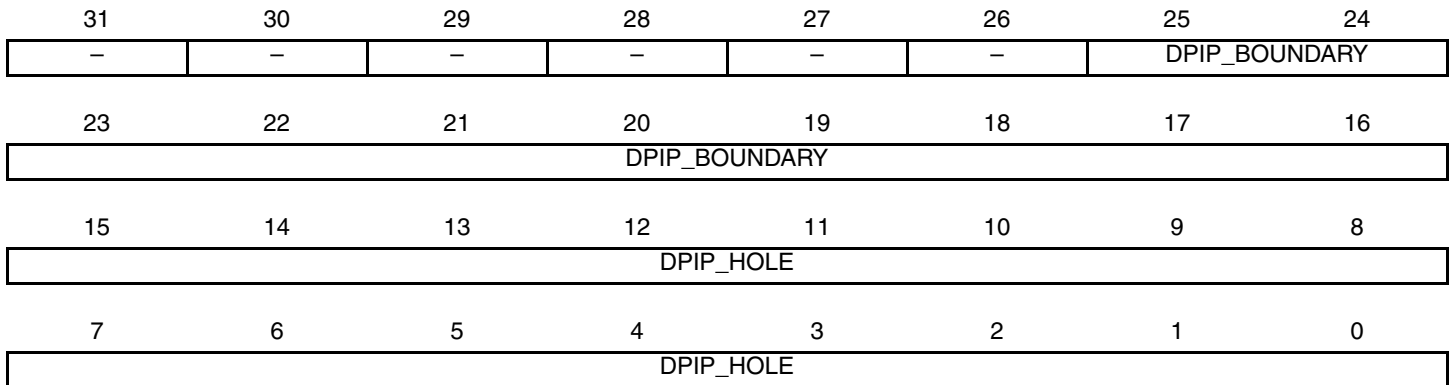 31 30 29 28 27 26 25 24
– – – – – – DPIP_BOUNDARY
23 22 21 20 19 18 17 16
DPIP_BOUNDARY
15 14 13 12 11 10 9 8
DPIP_HOLE
7 6 5 4 3 2 1 0
DPIP_HOLE